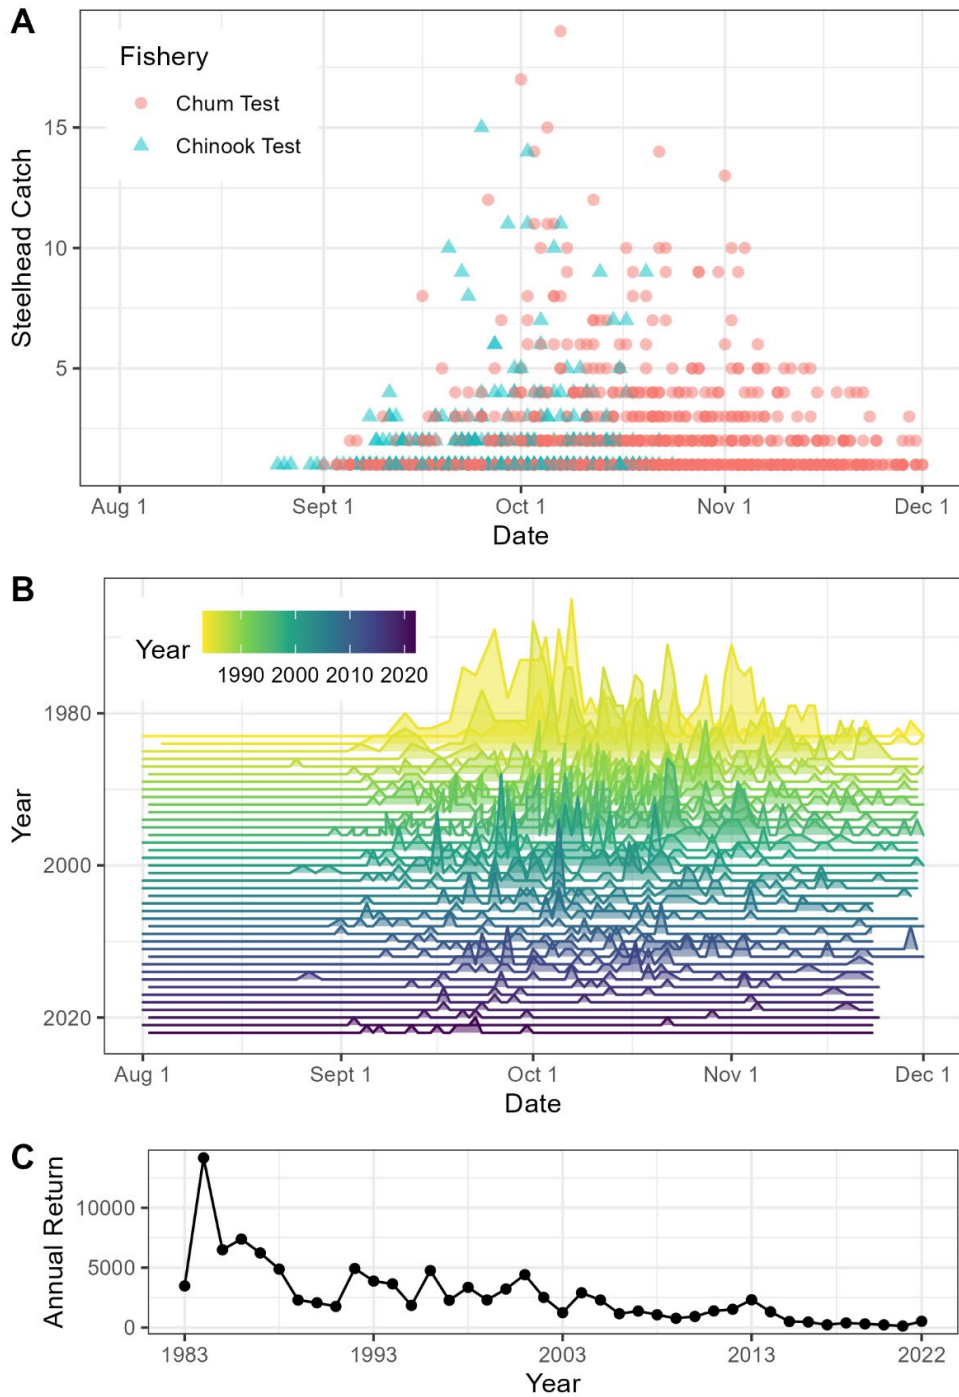 A
Fishery
Chum Test
Chinook Test
Steelhead Catch
15
10
5
Aug 1 Sept 1 Oct 1 Nov 1 Dec 1
Date
B
Year
1990 2000 2010 2020
Year
1980
2000
2020
Aug 1 Sept 1 Oct 1 Nov 1 Dec 1
Date
C
Annual Return
10000
5000
0
1983 1993 2003 2013 2022
Year